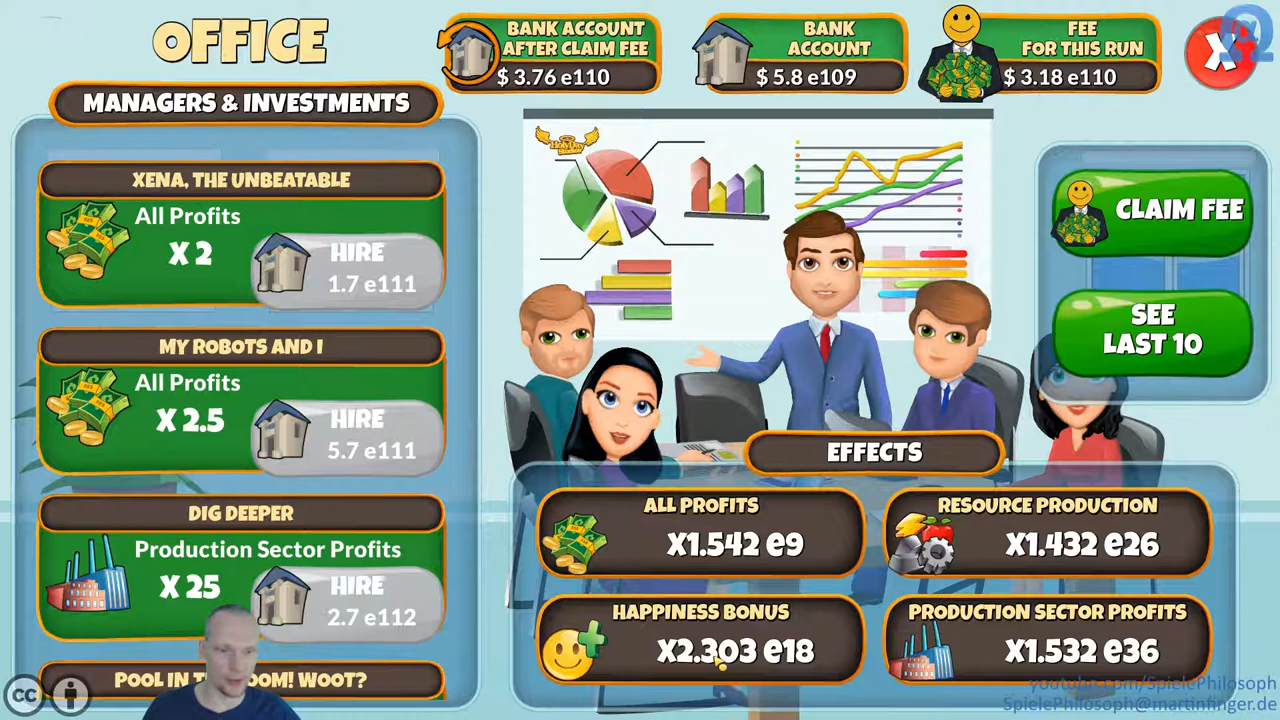 OFFICE
BANK ACCOUNT
AFTER CLAIM FEE
$ 3.76 e110
BANK
ACCOUNT
$ 5.8 e109
FEE
FOR THIS RUN
$ 3.18 e110
X
MANAGERS & INVESTMENTS
XENA, THE UNBEATABLE
All Profits
X 2
HIRE
1.7 e111
MY ROBOTS AND I
All Profits
X 2.5
HIRE
5.7 e111
DIG DEEPER
Production Sector Profits
X 25
HIRE
2.7 e112
HolyDay
STUDIOS
CLAIM FEE
SEE
LAST 10
EFFECTS
ALL PROFITS
X1.542 e9
RESOURCE PRODUCTION
X1.432 e26
HAPPINESS BONUS
X2.303 e18
PRODUCTION SECTOR PROFITS
X1.532 e36
cc
youtube.com/SpielePhilosoph
SpielePhilosoph@martinfinger.de